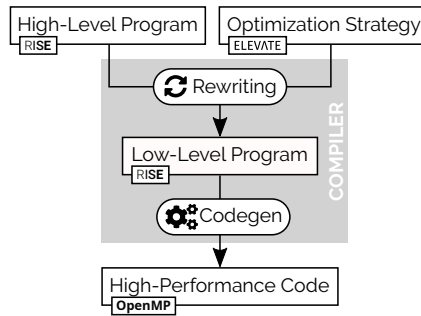 High-Level Program
RISE
Optimization Strategy
ELEVATE
Rewriting
Low-Level Program
RISE
COMPILER
Codegen
High-Performance Code
OpenMP